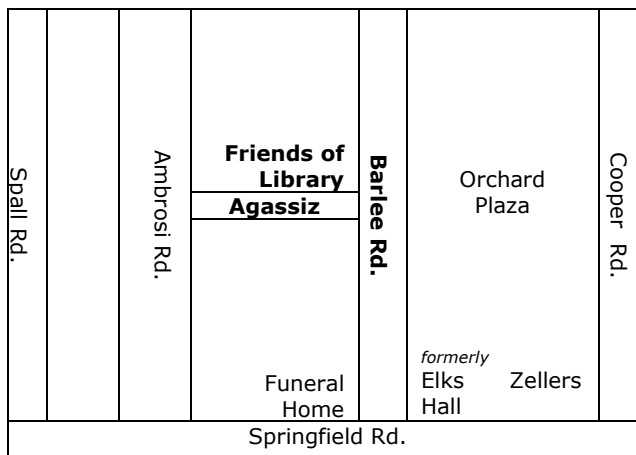 Spall Rd.
Ambrosi Rd.
Friends of
Library
Agassiz
Barlee Rd.
Orchard
Plaza
Cooper Rd.
Funeral
Home
formerly
Elks Zellers
Hall
Springfield Rd.